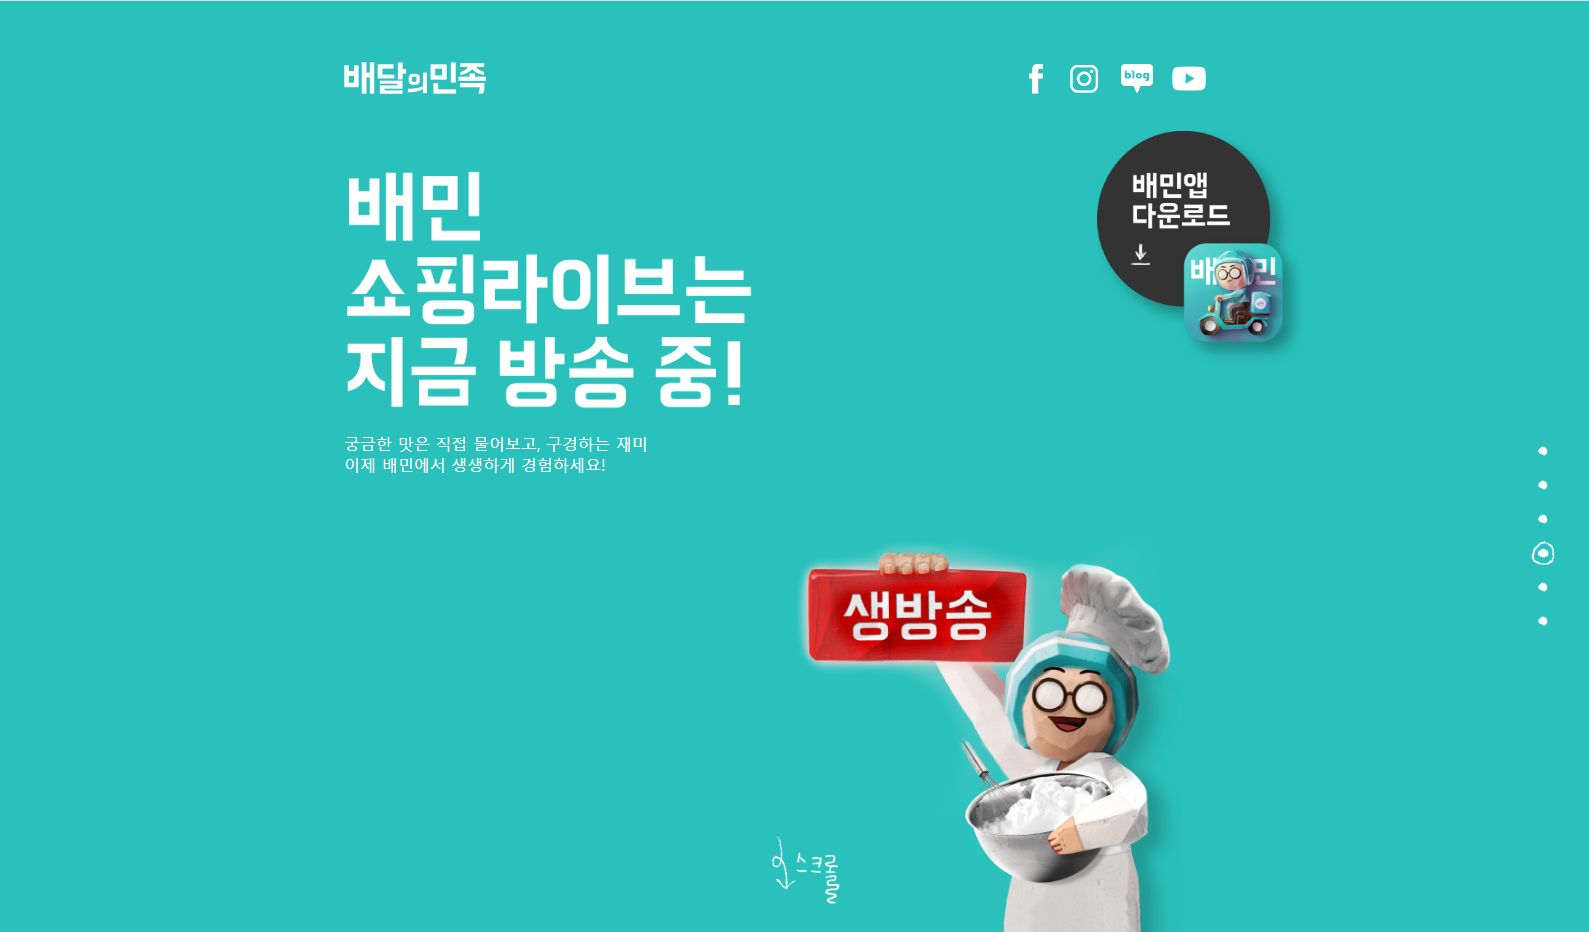 배달의민족
blog
배민앱
다운로드
배민
쇼핑라이브는
지금 방송 중!
궁금한 맛은 직접 물어보고, 구경하는 재미
이제 배민에서 생생하게 경험하세요!
배 민
생방송
스크롤